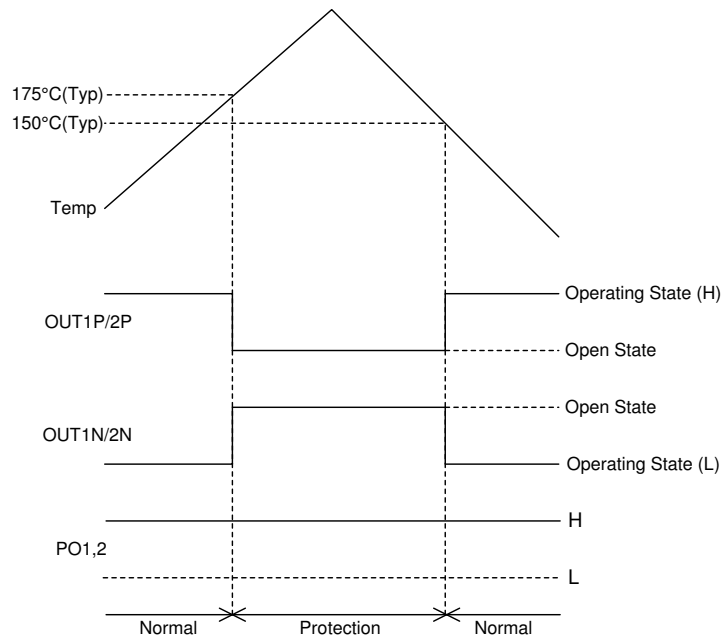 175°C(Typ)
150°C(Typ)
Temp
Operating State (H)
OUT1P/2P
Open State
Open State
OUT1N/2N
Operating State (L)
H
PO1,2
L
Normal Protection Normal